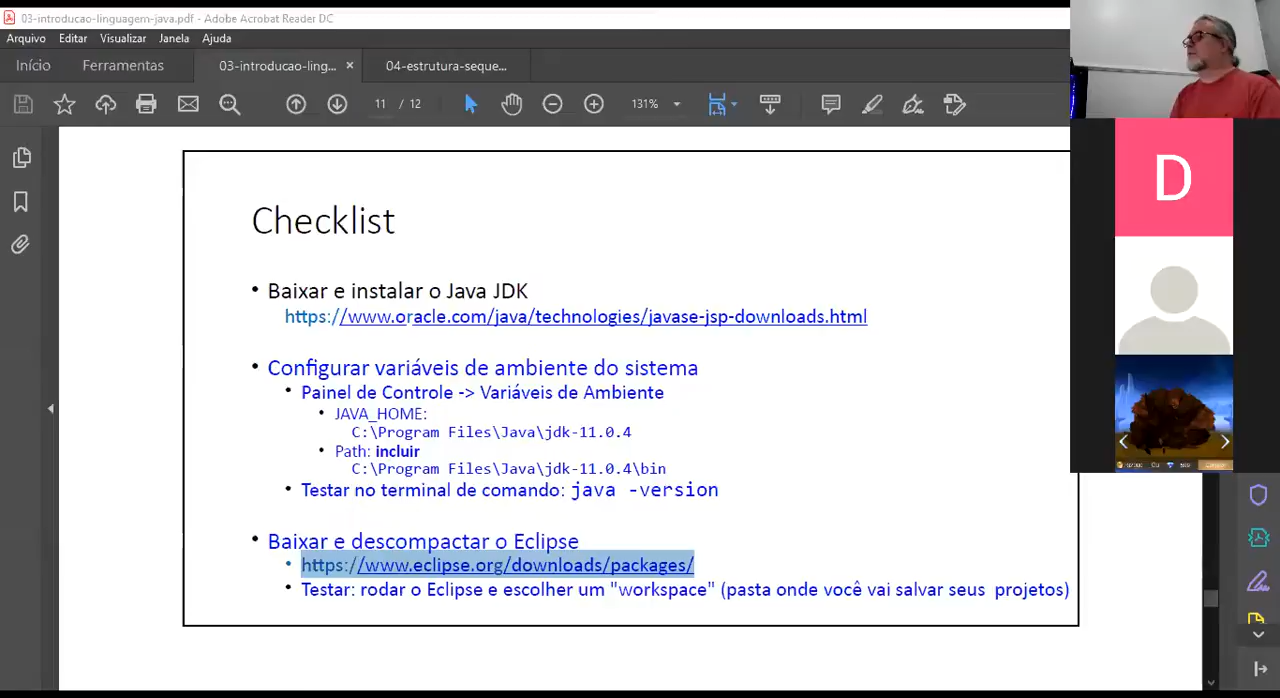 03-introducao-linguagem-java.pdf - Adobe Acrobat Reader DC
Arquivo Editar Visualizar Janela Ajuda
Início Ferramentas 03-introducao-ling... × 04-estrutura-seque...
11 / 12 131%
D
Checklist
• Baixar e instalar o Java JDK
https://www.oracle.com/java/technologies/javase-jsp-downloads.html
• Configurar variáveis de ambiente do sistema
• Painel de Controle -> Variáveis de Ambiente
• JAVA_HOME:
C:\Program Files\Java\jdk-11.0.4
• Path: incluir
C:\Program Files\Java\jdk-11.0.4\bin
• Testar no terminal de comando: java -version
• Baixar e descompactar o Eclipse
• https://www.eclipse.org/downloads/packages/
• Testar: rodar o Eclipse e escolher um "workspace" (pasta onde você vai salvar seus projetos)